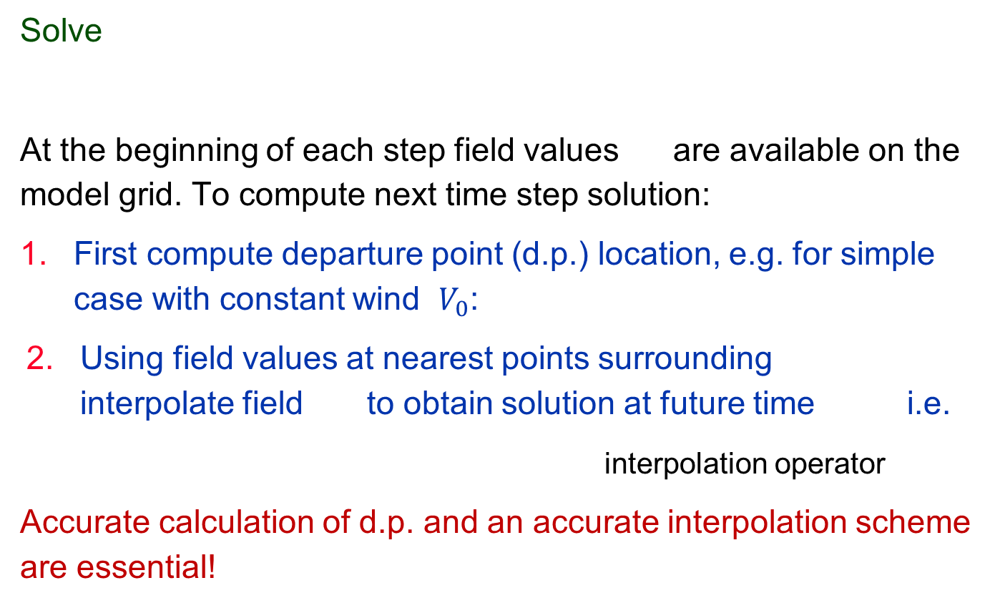 Solve
At the beginning of each step field values are available on the
model grid. To compute next time step solution:
1. First compute departure point (d.p.) location, e.g. for simple
case with constant wind V₀:
2. Using field values at nearest points surrounding
interpolate field to obtain solution at future time i.e.
interpolation operator
Accurate calculation of d.p. and an accurate interpolation scheme
are essential!